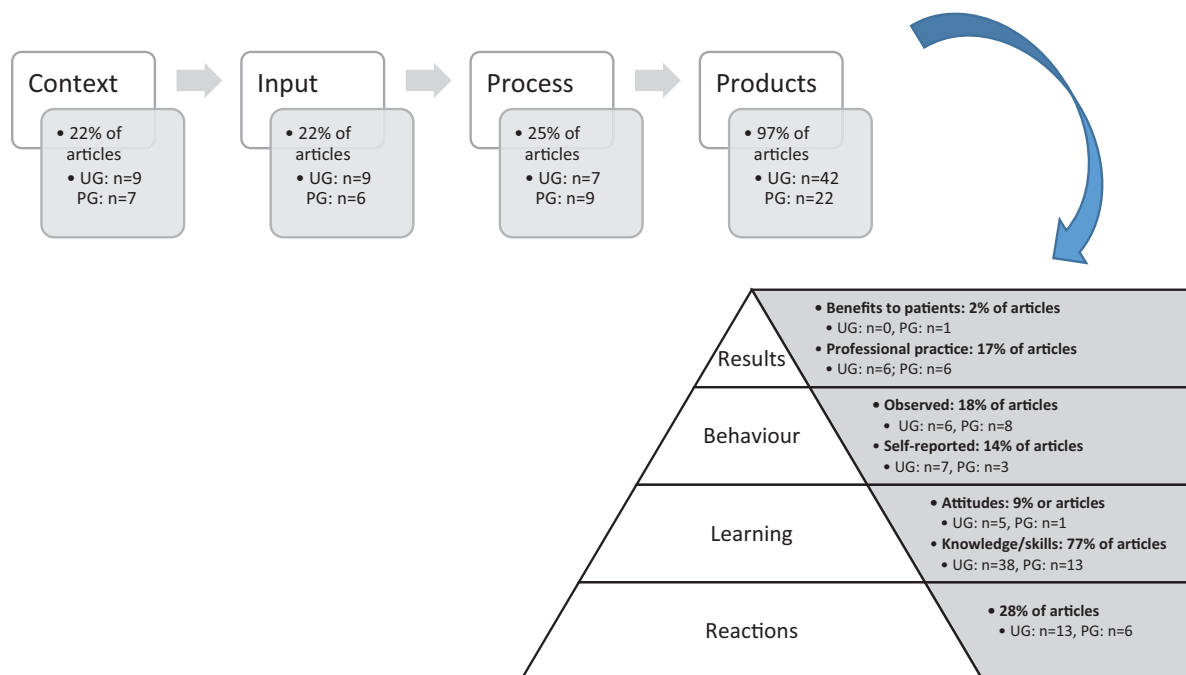 Context
• 22% of
articles
• UG: n=9
PG: n=7
Input
• 22% of
articles
• UG: n=9
PG: n=6
Process
• 25% of
articles
• UG: n=7
PG: n=9
Products
• 97% of
articles
• UG: n=42
PG: n=22
Results
• Benefits to patients: 2% of articles
• UG: n=0, PG: n=1
• Professional practice: 17% of articles
• UG: n=6; PG: n=6
Behaviour
• Observed: 18% of articles
• UG: n=6, PG: n=8
• Self-reported: 14% of articles
• UG: n=7, PG: n=3
Learning
• Attitudes: 9% or articles
• UG: n=5, PG: n=1
• Knowledge/skills: 77% of articles
• UG: n=38, PG: n=13
Reactions
• 28% of articles
• UG: n=13, PG: n=6